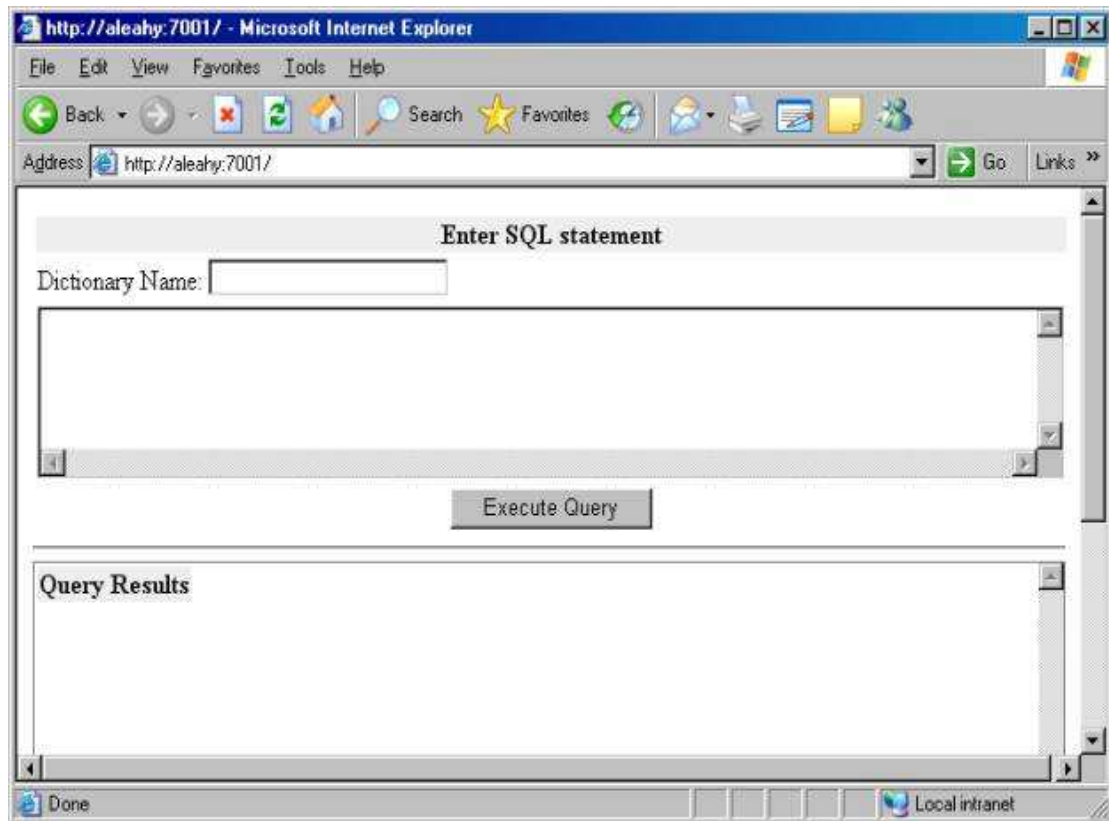 http://aleahy:7001/ - Microsoft Internet Explorer
File Edit View Favorites Tools Help
Back Search Favorites
Address http://aleahy:7001/ Go Links »
Enter SQL statement
Dictionary Name:
Execute Query
Query Results
Done Local intranet